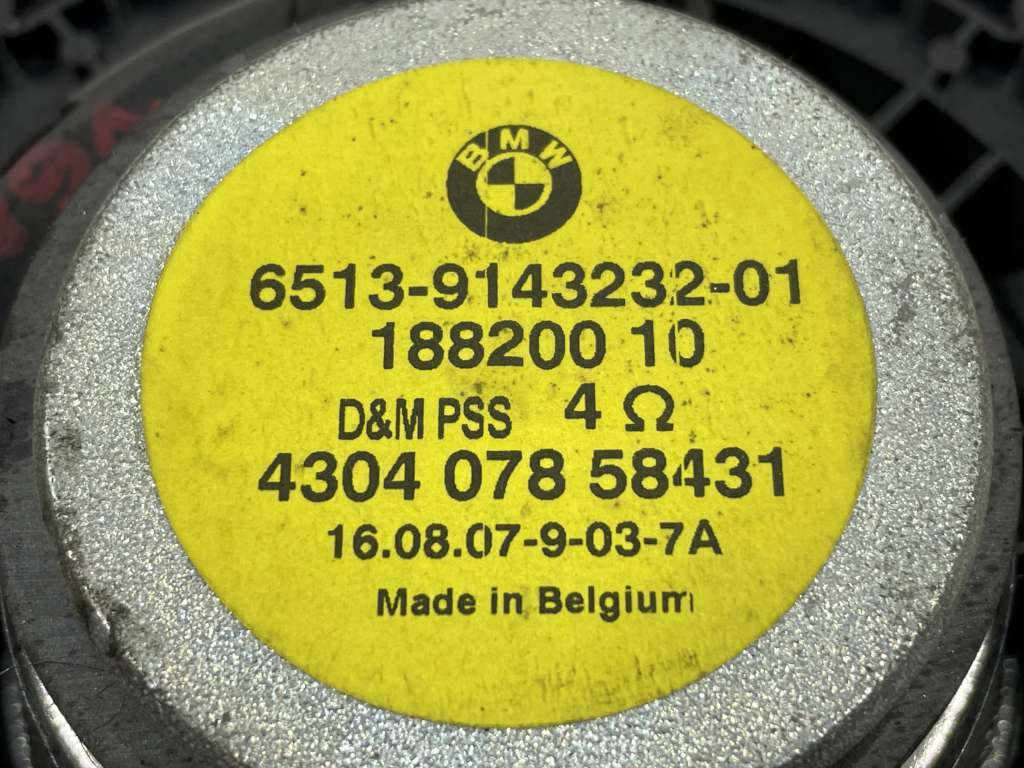 BMW
6513-9143232-01
188200 10
D&M PSS 4 Ω
4304 078 58431
16.08.07-9-03-7A
Made in Belgium